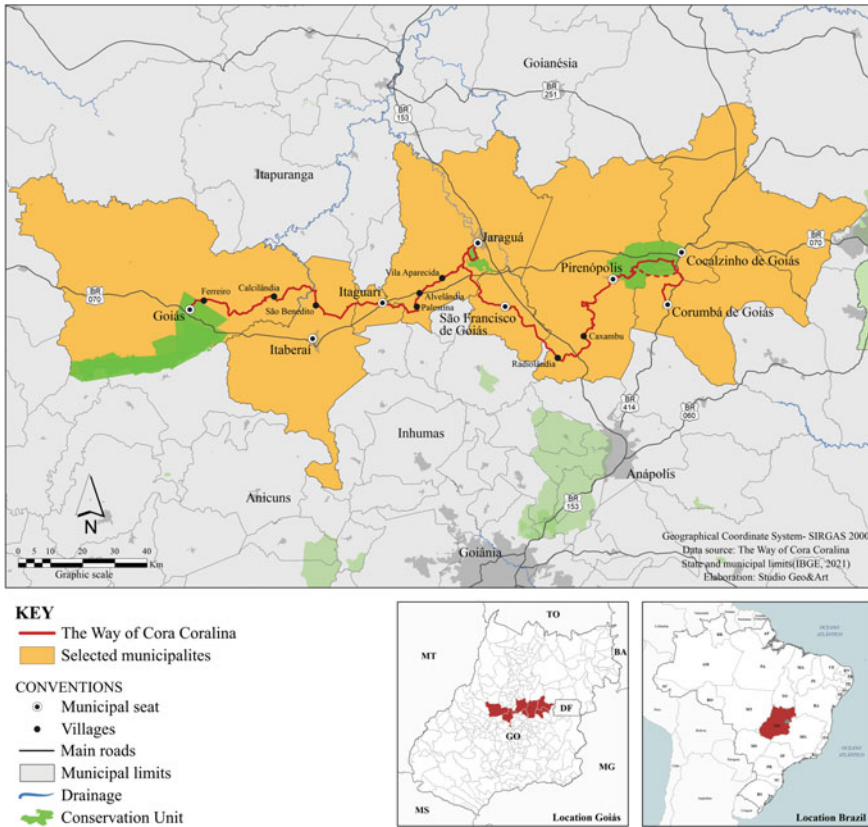 Goianésia
BR
251
BR
153
Itapuranga
Jaraguá
BR
070
Cocalzinho de Goiás
Pirenópolis
Vila Aparecida
BR
070
Ferreiro
Calcilândia
Itaguari
Alvelândia
Goiás
São Benedito
Palestina
São Francisco
de Goiás
Corumbá de Goiás
Itaberaí
Caxambu
Radiolândia
BR
414
BR
060
Inhumas
Anápolis
Anicuns
BR
153
N
Goiânia
0 5 10 20 30 40
Km
Graphic scale
Geographical Coordinate System- SIRGAS 2000
Data source: The Way of Cora Coralina
State and municipal limits(IBGE, 2021)
Elaboration: Studio Geo&Art
KEY
The Way of Cora Coralina
Selected municipalites
CONVENTIONS
Municipal seat
Villages
Main roads
Municipal limits
Drainage
Conservation Unit
TO
MT
BA
DF
GO
MG
MS
Location Goiás
OCEANO
ATLÂNTICO
OCEANO
ATLÂNTICO
Location Brazil